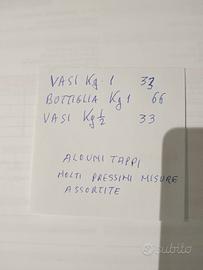 VASI Kg. 1 33
BOTTIGLIA Kg 1 66
VASI Kg ½ 33
ALCUNI TAPPI
MOLTI PRESSINI MISURE
ASSORTITE
subito